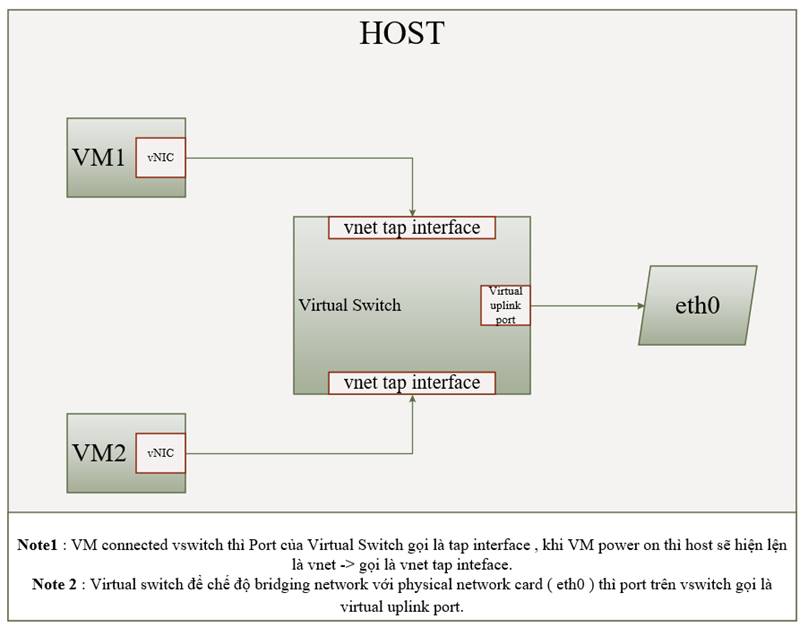 HOST
VM1
vNIC
vnet tap interface
Virtual Switch
Virtual
uplink
port
eth0
vnet tap interface
VM2
vNIC
Note1 : VM connected vswitch thì Port của Virtual Switch gọi là tap interface , khi VM power on thì host sẽ hiện lện
là vnet -> gọi là vnet tap inteface.
Note 2 : Virtual switch để chế độ bridging network với physical network card ( eth0 ) thì port trên vswitch gọi là
virtual uplink port.